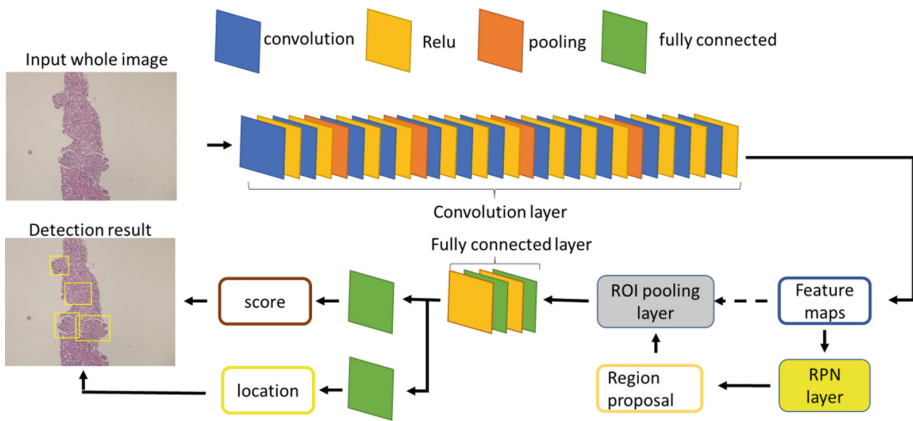 convolution
Relu
pooling
fully connected
Input whole image
Convolution layer
Detection result
Fully connected layer
score
ROI pooling
layer
Feature
maps
location
Region
proposal
RPN
layer